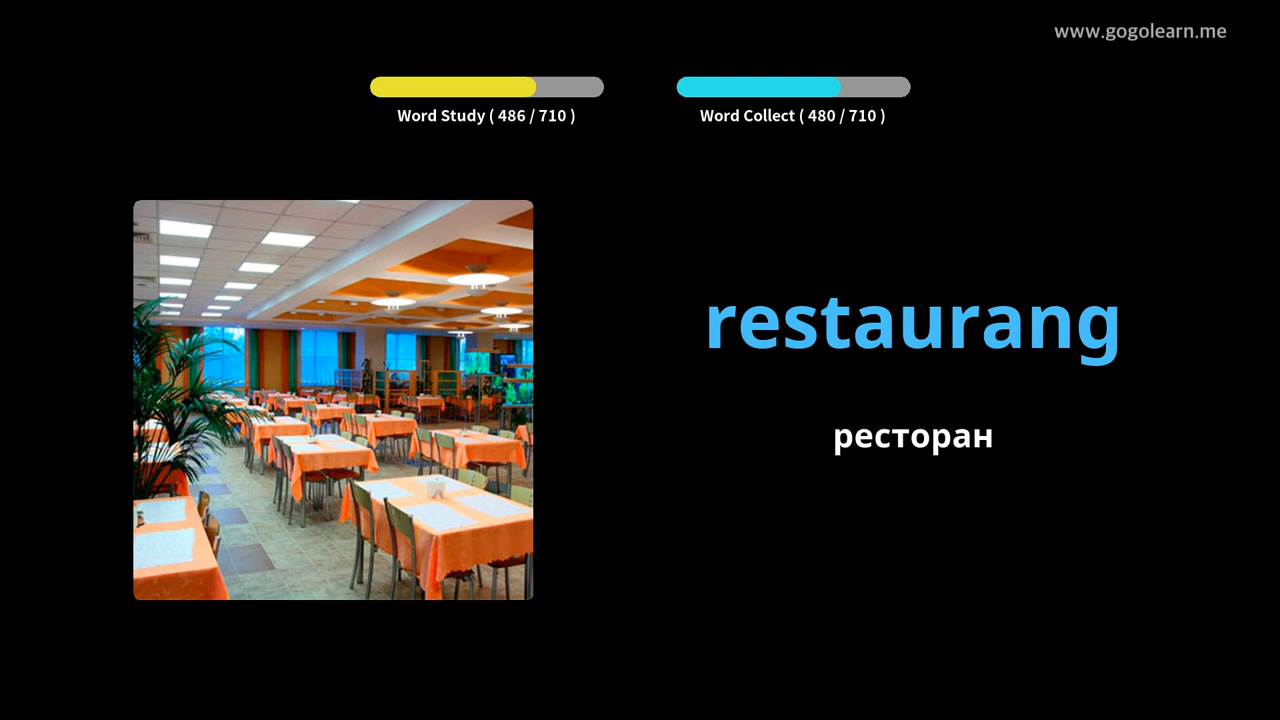 www.gogolearn.me
Word Study ( 486 / 710 )
Word Collect ( 480 / 710 )
restaurang
ресторан